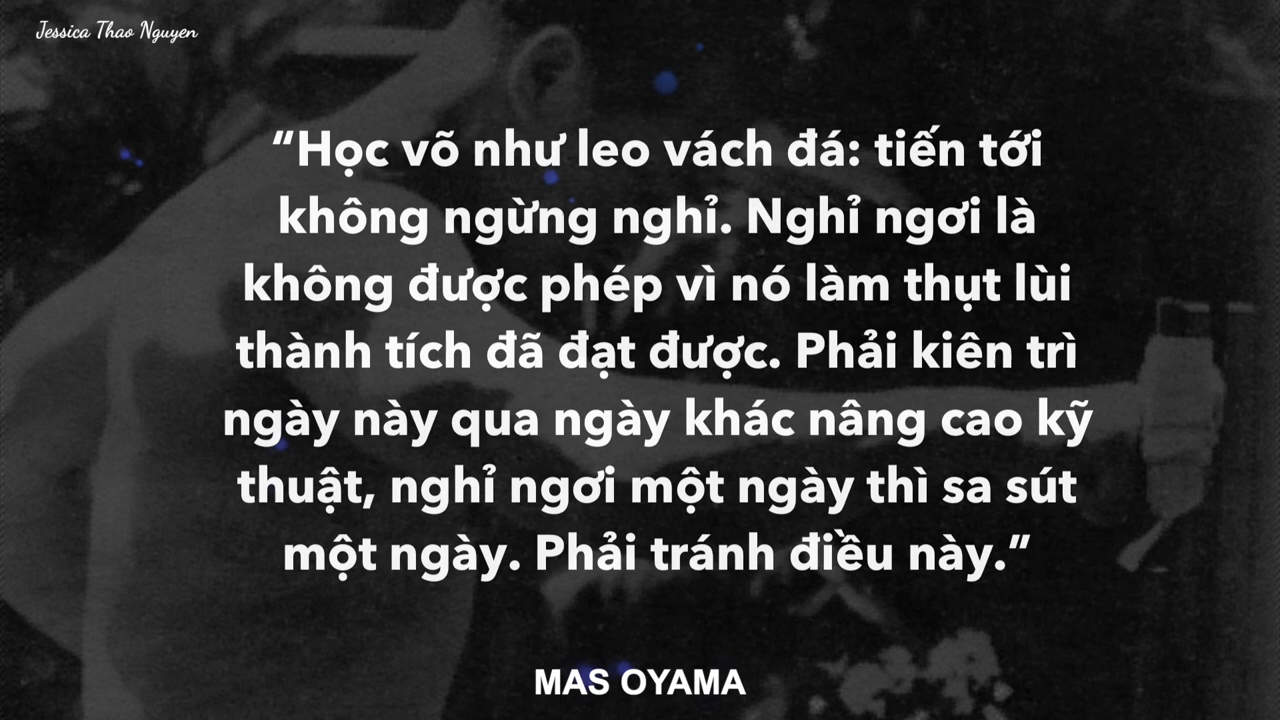 Jessica Thao Nguyen
“Học võ như leo vách đá: tiến tới
không ngừng nghỉ. Nghỉ ngơi là
không được phép vì nó làm thụt lùi
thành tích đã đạt được. Phải kiên trì
ngày này qua ngày khác nâng cao kỹ
thuật, nghỉ ngơi một ngày thì sa sút
một ngày. Phải tránh điều này.”
MAS OYAMA